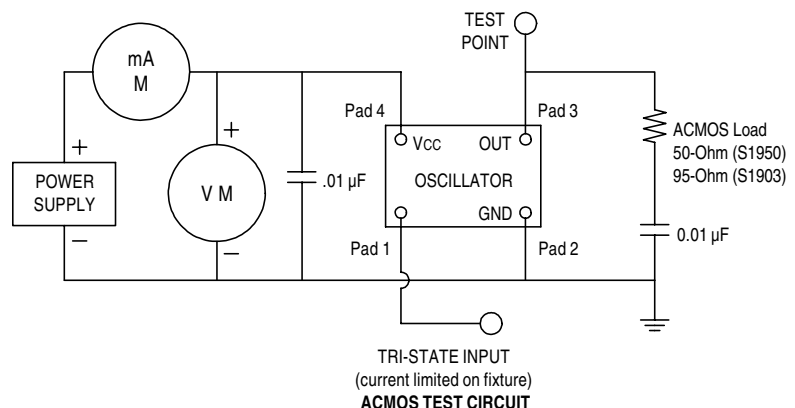 TEST
POINT
mA
M
Pad 4
Pad 3
+
+
VCC
OUT
ACMOS Load
50-Ohm (S1950)
95-Ohm (S1903)
POWER
SUPPLY
V M
.01 µF
OSCILLATOR
GND
0.01 µF
–
–
Pad 1
Pad 2
TRI-STATE INPUT
(current limited on fixture)
ACMOS TEST CIRCUIT